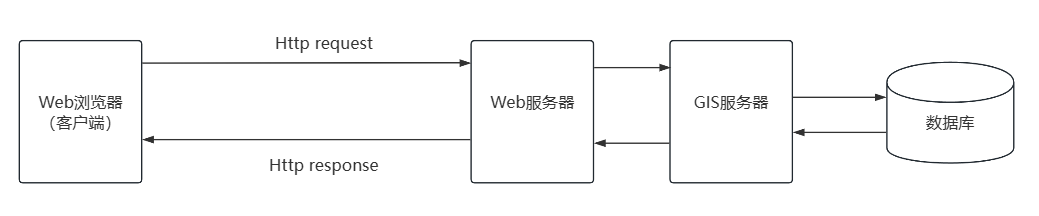 Http request
Web浏览器
（客户端）
Web服务器
GIS服务器
数据库
Http response